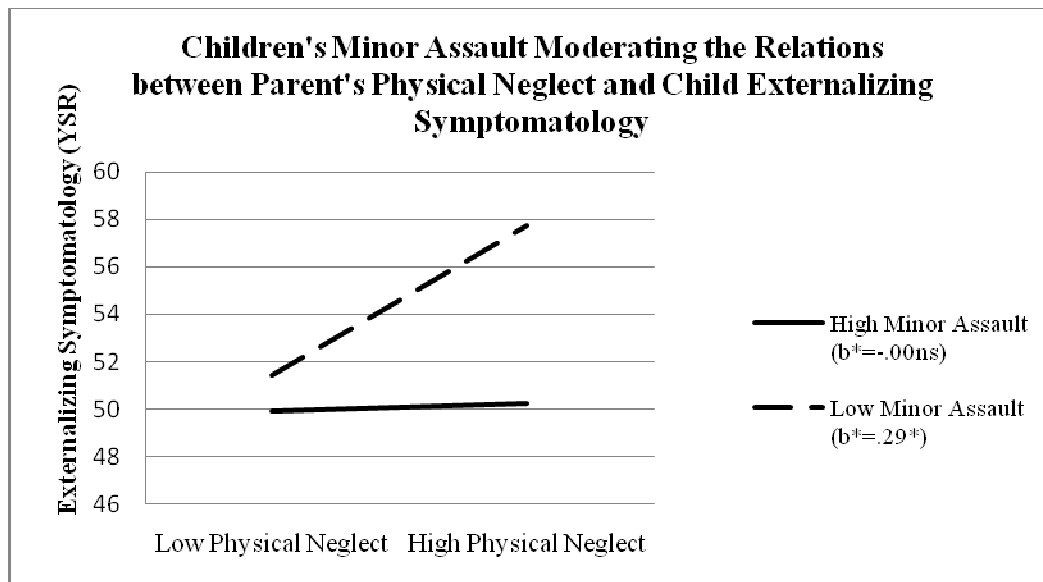 Children's Minor Assault Moderating the Relations
between Parent's Physical Neglect and Child Externalizing
Symptomatology
Externalizing Symptomatology (YSR)
60
58
56
54
52
50
48
46
Low Physical Neglect High Physical Neglect
High Minor Assault
(b*=-.00ns)
Low Minor Assault
(b*=.29*)